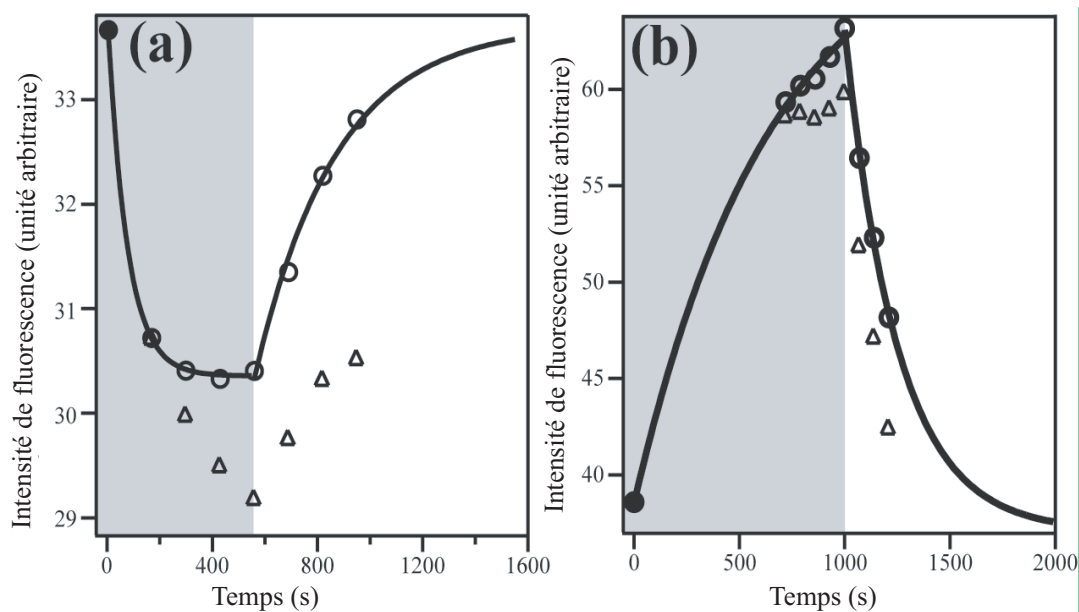 (a)
Intensité de fluorescence (unité arbitraire)
33
32
31
30
29
0 400 800 1200 1600
Temps (s)
(b)
Intensité de fluorescence (unité arbitraire)
60
55
50
45
40
0 500 1000 1500 2000
Temps (s)